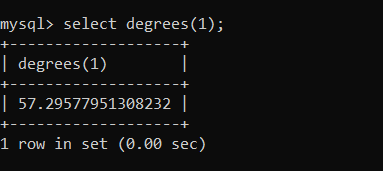 mysql> select degrees(1);
+-------------------+
| degrees(1)        |
+-------------------+
| 57.29577951308232 |
+-------------------+
1 row in set (0.00 sec)